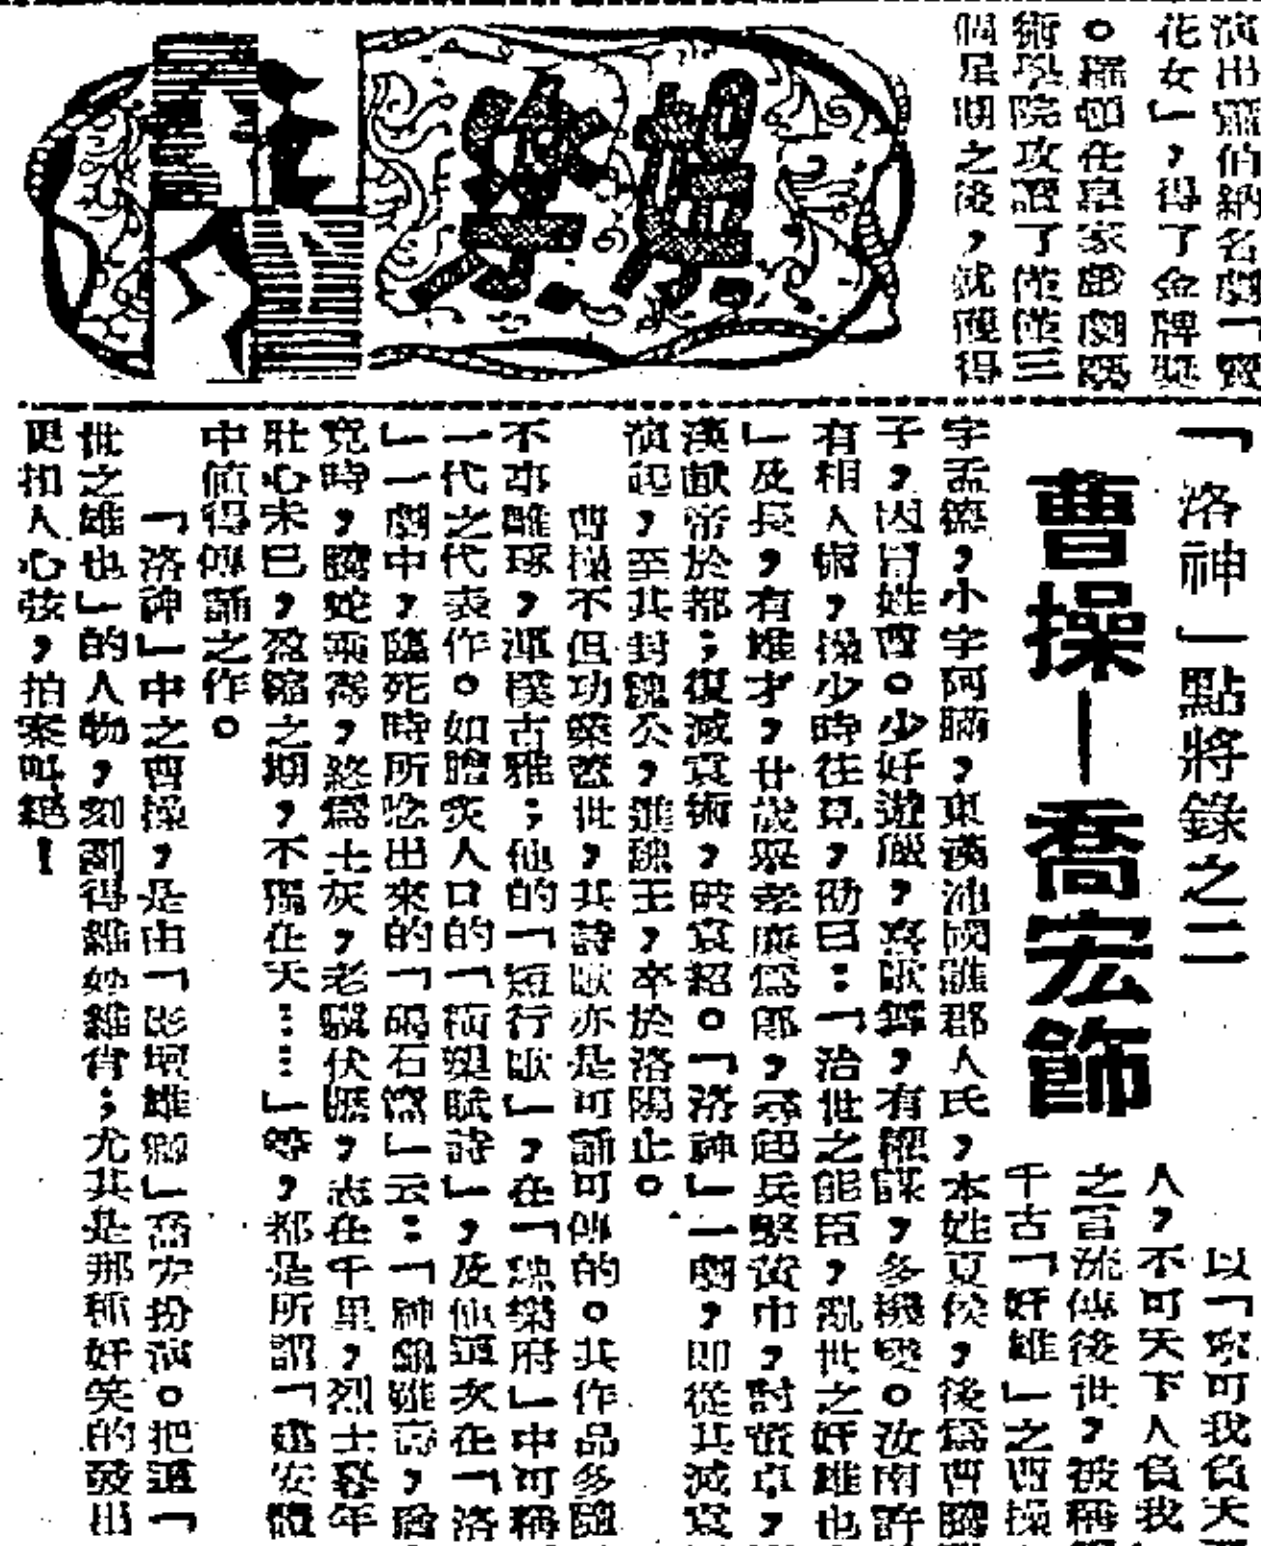 演出蕭伯納名劇「賣
花女」,得了金牌獎
。羅頓在皇家戲劇藝
術學院攻讀了僅僅三
個星期之後,就獲得
娛樂
「洛神」點將錄之二
曹操—喬宏飾
以「寧可我負天
人,不可天下人負我
之言流傳後世,被稱
千古「奸雄」之曹操
字孟德,小字阿瞞,東漢沛國譙郡人氏,本姓夏侯,後爲曹騰
子,因冒姓曹。少好遊獵,喜歌舞,有權謀,多機變。汝南許
有相人術,操少時往見,劭曰:「治世之能臣,亂世之奸雄也
」及長,有雄才,廿歲舉孝廉爲郎,尋起兵擊黃巾,討董卓,
漢獻帝於都;復滅袁術,破袁紹。「洛神」一劇,即從其滅袁
演起,至其封魏公,進魏王,卒於洛陽止。
曹操不但功業蓋世,其詩歌亦是可誦可傳的。其作品多隨
不事雕琢,渾樸古雅;他的「短行歌」,在「魏樂府」中可稱
一代之代表作。如膾炙人口的「橫槊賦詩」,及他這次在「洛
」一劇中,臨死時所唸出來的「碣石篇」云:「神龜雖壽,
竟時,騰蛇乘霧,終爲土灰,老驥伏櫪,志在千里,烈士暮年
壯心未已,盈縮之期,不獨在天……」等,都是所謂「建安體
中値得傳誦之作。
「洛神」中之曹操,是由「影壇雄獅」喬宏扮演。把這「
世之雄也」的人物,刻劃得維妙維肖;尤其是那種奸笑的發出
更扣人心弦,拍案叫絕!